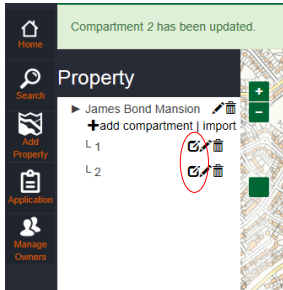 Compartment 2 has been updated.
Home
Search
Add
Property
Application
Manage
Owners
Property
▶ James Bond Mansion
+add compartment | import
└ 1
└ 2
+
−